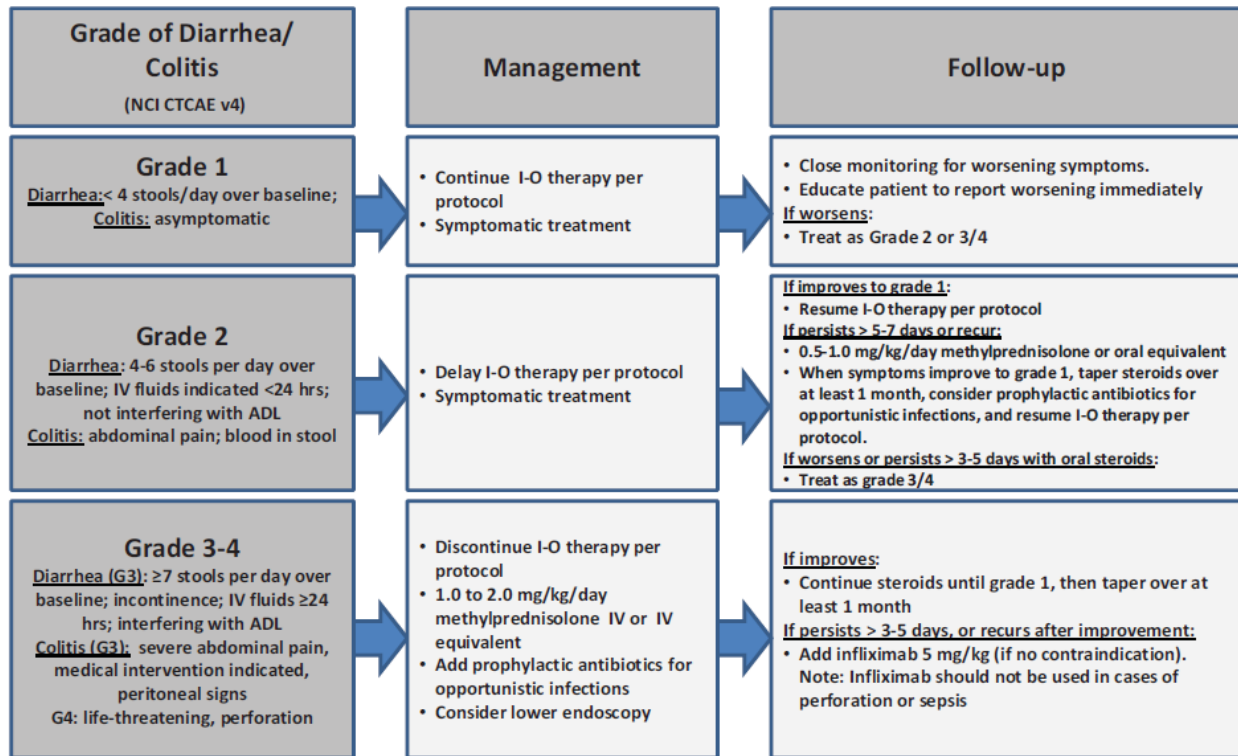 Grade of Diarrhea/
Colitis
(NCI CTCAE v4)
Management
Follow-up
Grade 1
Diarrhea:< 4 stools/day over baseline;
Colitis: asymptomatic
• Continue I-O therapy per
protocol
• Symptomatic treatment
• Close monitoring for worsening symptoms.
• Educate patient to report worsening immediately
If worsens:
• Treat as Grade 2 or 3/4
Grade 2
Diarrhea: 4-6 stools per day over
baseline; IV fluids indicated <24 hrs;
not interfering with ADL
Colitis: abdominal pain; blood in stool
• Delay I-O therapy per protocol
• Symptomatic treatment
If improves to grade 1:
• Resume I-O therapy per protocol
If persists > 5-7 days or recur:
• 0.5-1.0 mg/kg/day methylprednisolone or oral equivalent
• When symptoms improve to grade 1, taper steroids over
at least 1 month, consider prophylactic antibiotics for
opportunistic infections, and resume I-O therapy per
protocol.
If worsens or persists > 3-5 days with oral steroids:
• Treat as grade 3/4
Grade 3-4
Diarrhea (G3): ≥7 stools per day over
baseline; incontinence; IV fluids ≥24
hrs; interfering with ADL
Colitis (G3): severe abdominal pain,
medical intervention indicated,
peritoneal signs
G4: life-threatening, perforation
• Discontinue I-O therapy per
protocol
• 1.0 to 2.0 mg/kg/day
methylprednisolone IV or IV
equivalent
• Add prophylactic antibiotics for
opportunistic infections
• Consider lower endoscopy
If improves:
• Continue steroids until grade 1, then taper over at
least 1 month
If persists > 3-5 days, or recurs after improvement:
• Add infliximab 5 mg/kg (if no contraindication).
Note: Infliximab should not be used in cases of
perforation or sepsis